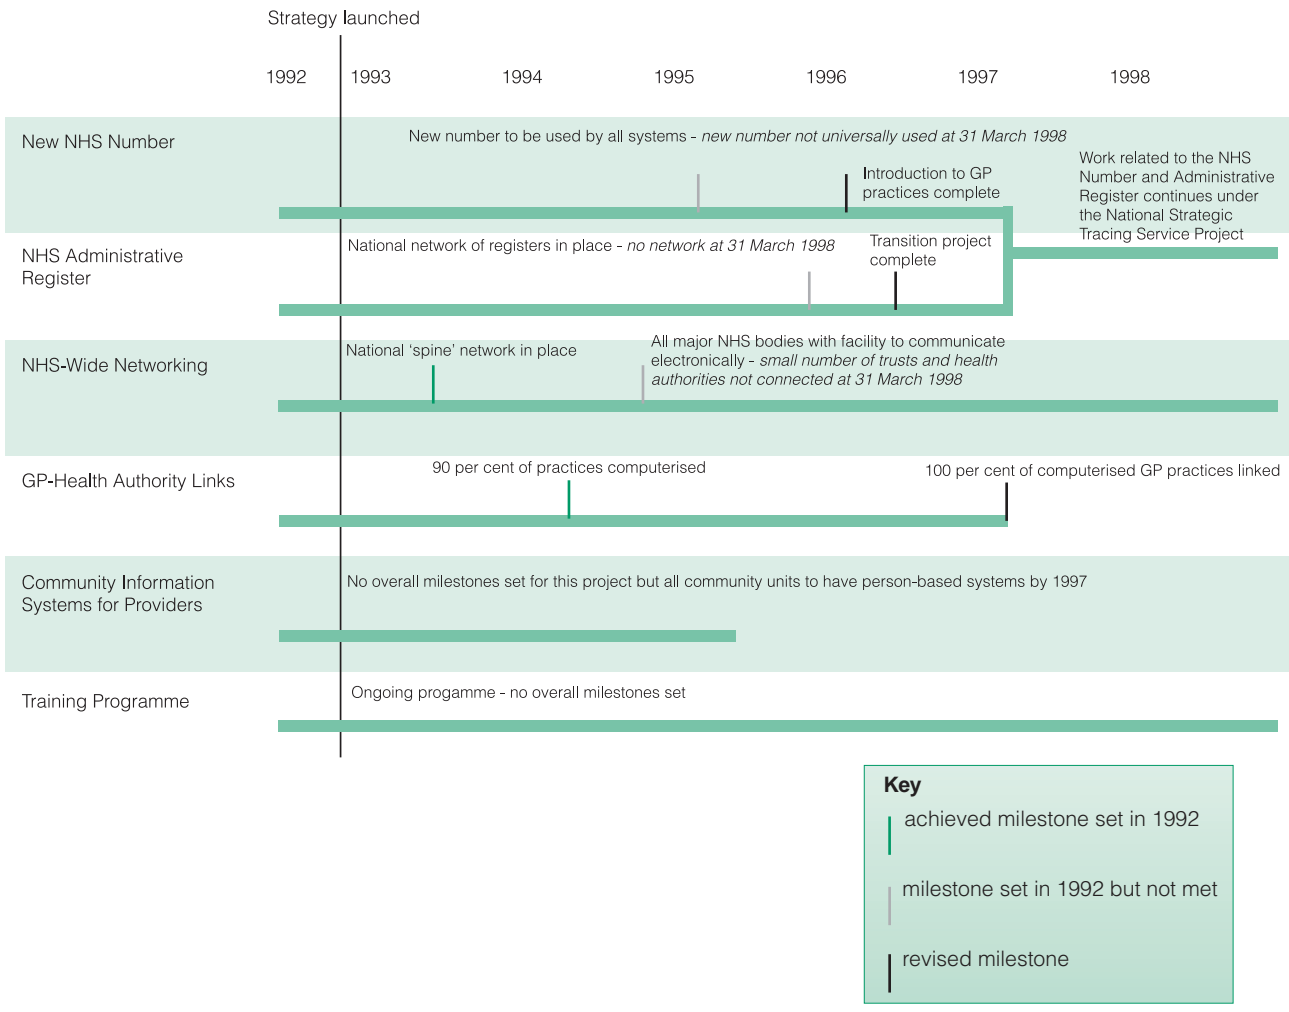 Strategy launched
1992 1993 1994 1995 1996 1997 1998
New NHS Number
New number to be used by all systems - new number not universally used at 31 March 1998
Introduction to GP
practices complete
Work related to the NHS
Number and Administrative
Register continues under
the National Strategic
Tracing Service Project
NHS Administrative
Register
National network of registers in place - no network at 31 March 1998
Transition project
complete
NHS-Wide Networking
National ‘spine’ network in place
All major NHS bodies with facility to communicate
electronically - small number of trusts and health
authorities not connected at 31 March 1998
GP-Health Authority Links
90 per cent of practices computerised
100 per cent of computerised GP practices linked
Community Information
Systems for Providers
No overall milestones set for this project but all community units to have person-based systems by 1997
Training Programme
Ongoing progamme - no overall milestones set
Key
achieved milestone set in 1992
milestone set in 1992 but not met
revised milestone